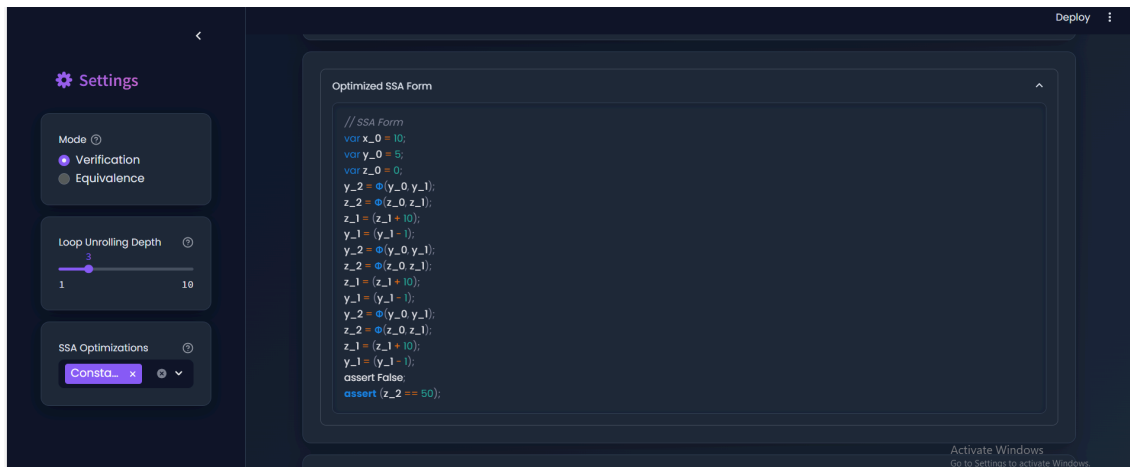 Deploy
Settings
Mode
Verification
Equivalence
Loop Unrolling Depth
3
1 10
SSA Optimizations
Consta...
Optimized SSA Form
// SSA Form
var x_0 = 10;
var y_0 = 5;
var z_0 = 0;
y_2 = Φ(y_0, y_1);
z_2 = Φ(z_0, z_1);
z_1 = (z_1 + 10);
y_1 = (y_1 - 1);
y_2 = Φ(y_0, y_1);
z_2 = Φ(z_0, z_1);
z_1 = (z_1 + 10);
y_1 = (y_1 - 1);
y_2 = Φ(y_0, y_1);
z_2 = Φ(z_0, z_1);
z_1 = (z_1 + 10);
y_1 = (y_1 - 1);
assert False;
assert (z_2 == 50);
Activate Windows
Go to Settings to activate Windows.